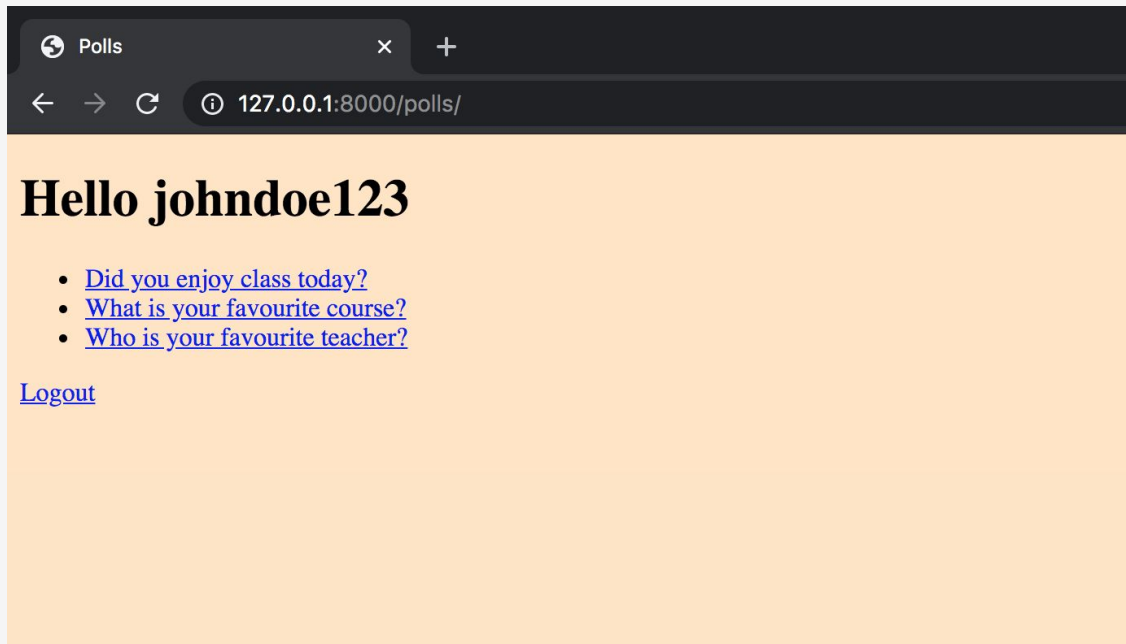 Polls
127.0.0.1:8000/polls/
Hello johndoe123
Did you enjoy class today?
What is your favourite course?
Who is your favourite teacher?
Logout